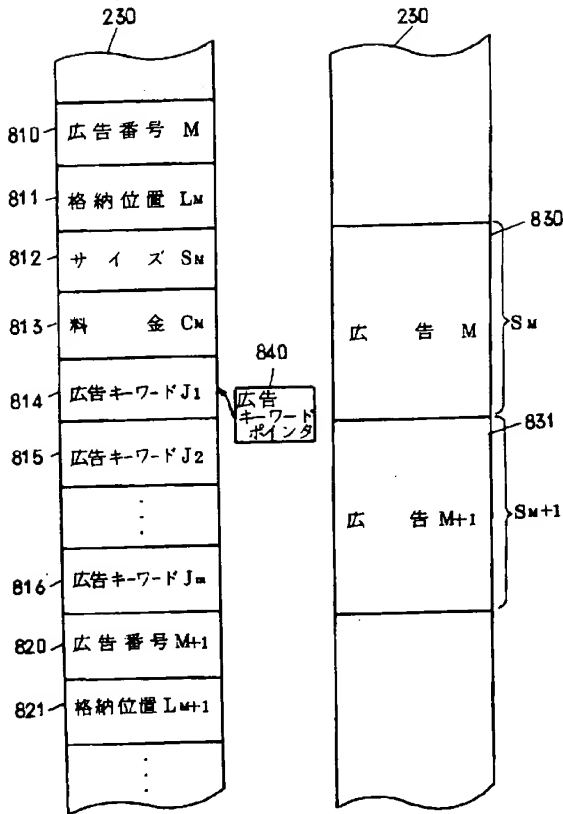 230
810 広告番号 M
811 格納位置 LM
812 サイズ SM
813 料金 CM
814 広告キーワード J1
815 広告キーワード J2
816 広告キーワード Jm
820 広告番号 M+1
821 格納位置 LM+1
840
広告
キーワード
ポインタ
230
830
広告 M
SM
831
広告 M+1
SM+1